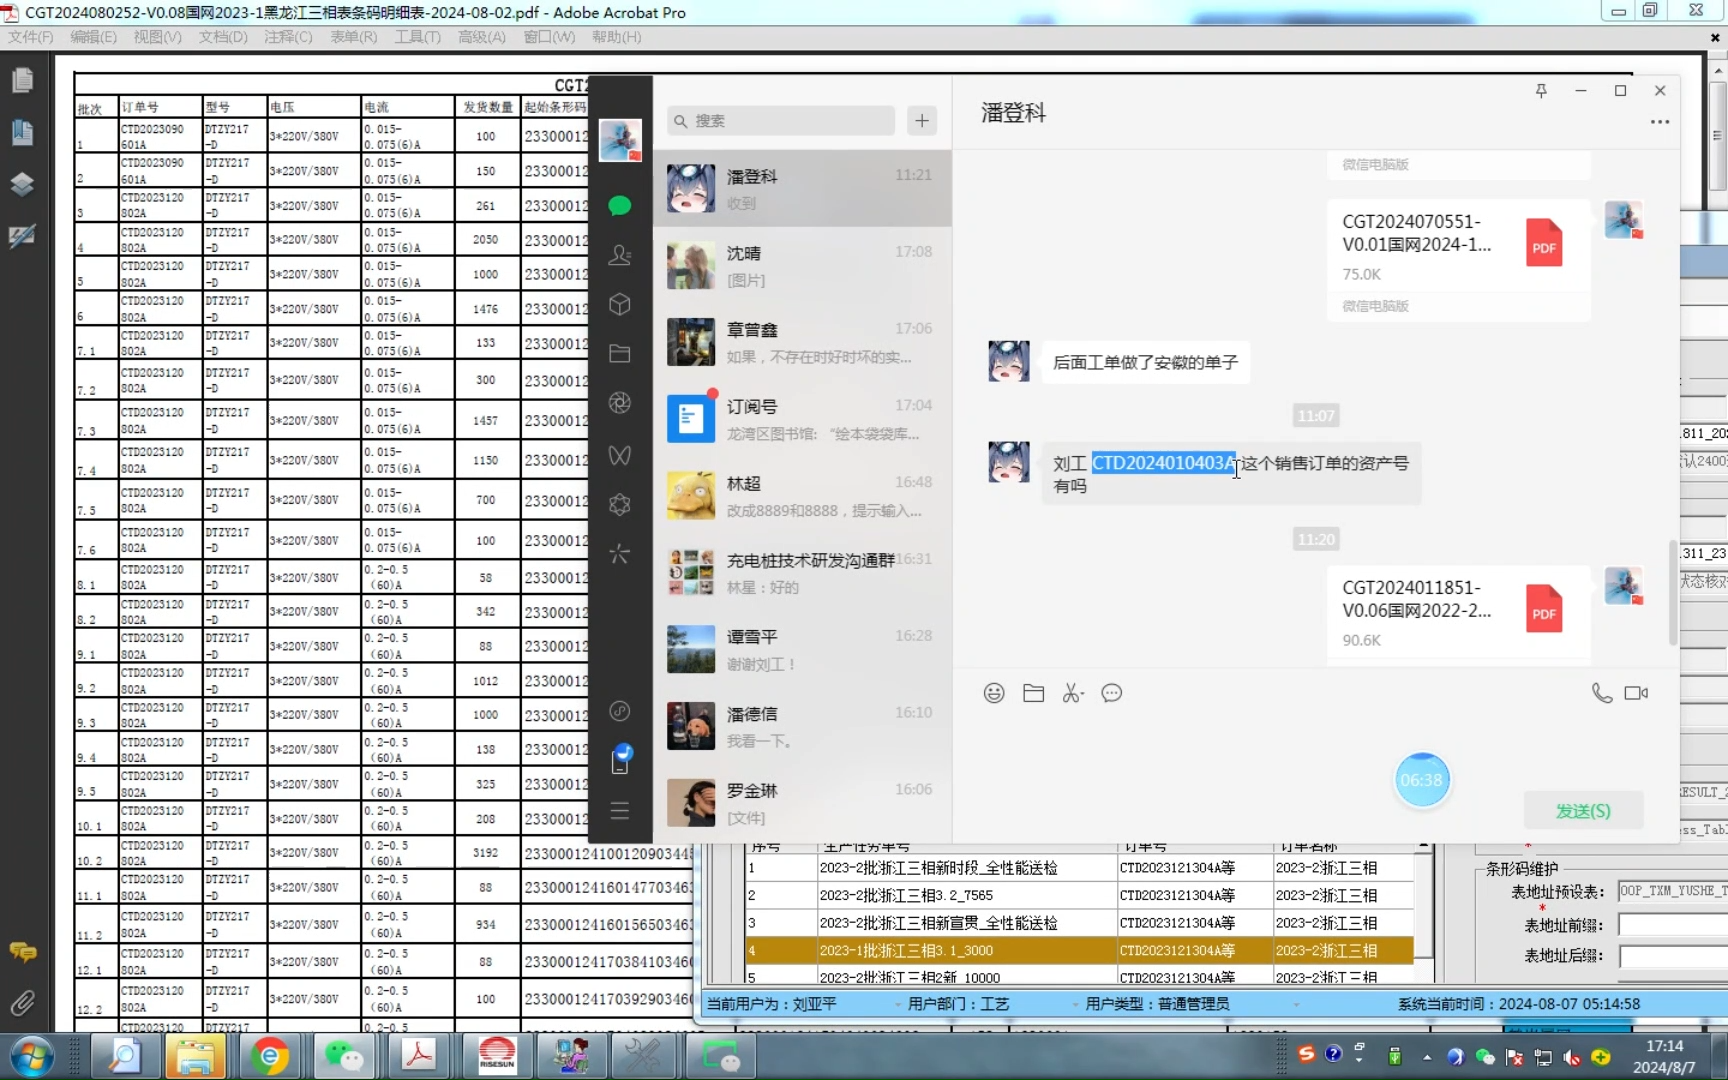 CGT2024080252-V0.08国网2023-1黑龙江三相表条码明细表-2024-08-02.pdf - Adobe Acrobat Pro
文件(F) 编辑(E) 视图(V) 文档(D) 注释(C) 表单(R) 工具(T) 高级(A) 窗口(W) 帮助(H)
批次 订单号 型号 电压 电流 发货数量 起始条形码
1 CTD2023090601A DTZY217-D 3*220V/380V 0.015-0.075(6)A 100 23300012
2 CTD2023090601A DTZY217-D 3*220V/380V 0.015-0.075(6)A 150 23300012
3 CTD2023120802A DTZY217-D 3*220V/380V 0.015-0.075(6)A 261 23300012
4 CTD2023120802A DTZY217-D 3*220V/380V 0.015-0.075(6)A 2050 23300012
5 CTD2023120802A DTZY217-D 3*220V/380V 0.015-0.075(6)A 1000 23300012
6 CTD2023120802A DTZY217-D 3*220V/380V 0.015-0.075(6)A 1476 23300012
7.1 CTD2023120802A DTZY217-D 3*220V/380V 0.015-0.075(6)A 133 23300012
7.2 CTD2023120802A DTZY217-D 3*220V/380V 0.015-0.075(6)A 300 23300012
7.3 CTD2023120802A DTZY217-D 3*220V/380V 0.015-0.075(6)A 1457 23300012
7.4 CTD2023120802A DTZY217-D 3*220V/380V 0.015-0.075(6)A 1150 23300012
7.5 CTD2023120802A DTZY217-D 3*220V/380V 0.015-0.075(6)A 700 23300012
7.6 CTD2023120802A DTZY217-D 3*220V/380V 0.015-0.075(6)A 100 23300012
8.1 CTD2023120802A DTZY217-D 3*220V/380V 0.2-0.5(60)A 58 23300012
8.2 CTD2023120802A DTZY217-D 3*220V/380V 0.2-0.5(60)A 342 23300012
9.1 CTD2023120802A DTZY217-D 3*220V/380V 0.2-0.5(60)A 88 23300012
9.2 CTD2023120802A DTZY217-D 3*220V/380V 0.2-0.5(60)A 1012 23300012
9.3 CTD2023120802A DTZY217-D 3*220V/380V 0.2-0.5(60)A 1000 23300012
9.4 CTD2023120802A DTZY217-D 3*220V/380V 0.2-0.5(60)A 138 23300012
9.5 CTD2023120802A DTZY217-D 3*220V/380V 0.2-0.5(60)A 325 23300012
10.1 CTD2023120802A DTZY217-D 3*220V/380V 0.2-0.5(60)A 208 23300012
10.2 CTD2023120802A DTZY217-D 3*220V/380V 0.2-0.5(60)A 3192 233000124100120903445
11.1 CTD2023120802A DTZY217-D 3*220V/380V 0.2-0.5(60)A 88 233000124160147703463
11.2 CTD2023120802A DTZY217-D 3*220V/380V 0.2-0.5(60)A 934 233000124160156503463
12.1 CTD2023120802A DTZY217-D 3*220V/380V 0.2-0.5(60)A 88 23300012417038410346
12.2 CTD2023120802A DTZY217-D 3*220V/380V 0.2-0.5(60)A 100 23300012417039290346
CTD2023120 DTZY217 0.2-0.5
搜索
潘登科 11:21
收到
沈晴 17:08
[图片]
章曾鑫 17:06
如果，不存在时好时坏的实...
订阅号 17:04
龙湾区图书馆: “绘本袋袋库...
林超 16:48
改成8889和8888，提示输入...
充电桩技术研发沟通群 16:31
林星：好的
谭雪平 16:28
谢谢刘工！
潘德信 16:10
我看一下。
罗金琳 16:06
[文件]
潘登科
微信电脑版
CGT2024070551-
V0.01国网2024-1...
PDF
75.0K
微信电脑版
后面工单做了安徽的单子
11:07
刘工 CTD2024010403A 这个销售订单的资产号
有吗
11:20
CGT2024011851-
V0.06国网2022-2...
PDF
90.6K
06:38
发送(S)
序号 生产任务单号 订单号 订单名称
1 2023-2批浙江三相新时段_全性能送检 CTD2023121304A等 2023-2浙江三相
2 2023-2批浙江三相3.2_7565 CTD2023121304A等 2023-2浙江三相
3 2023-2批浙江三相新宣贯_全性能送检 CTD2023121304A等 2023-2浙江三相
4 2023-1批浙江三相3.1_3000 CTD2023121304A等 2023-2浙江三相
5 2023-2批浙江三相2新_10000 CTD2023121304A等 2023-2浙江三相
条形码维护
表地址预设表: OOP_TXM_YUSHE_T
表地址前缀:
表地址后缀:
当前用户为：刘亚平 用户部门：工艺 用户类型：普通管理员 系统当前时间：2024-08-07 05:14:58
RISESUN
17:14
2024/8/7